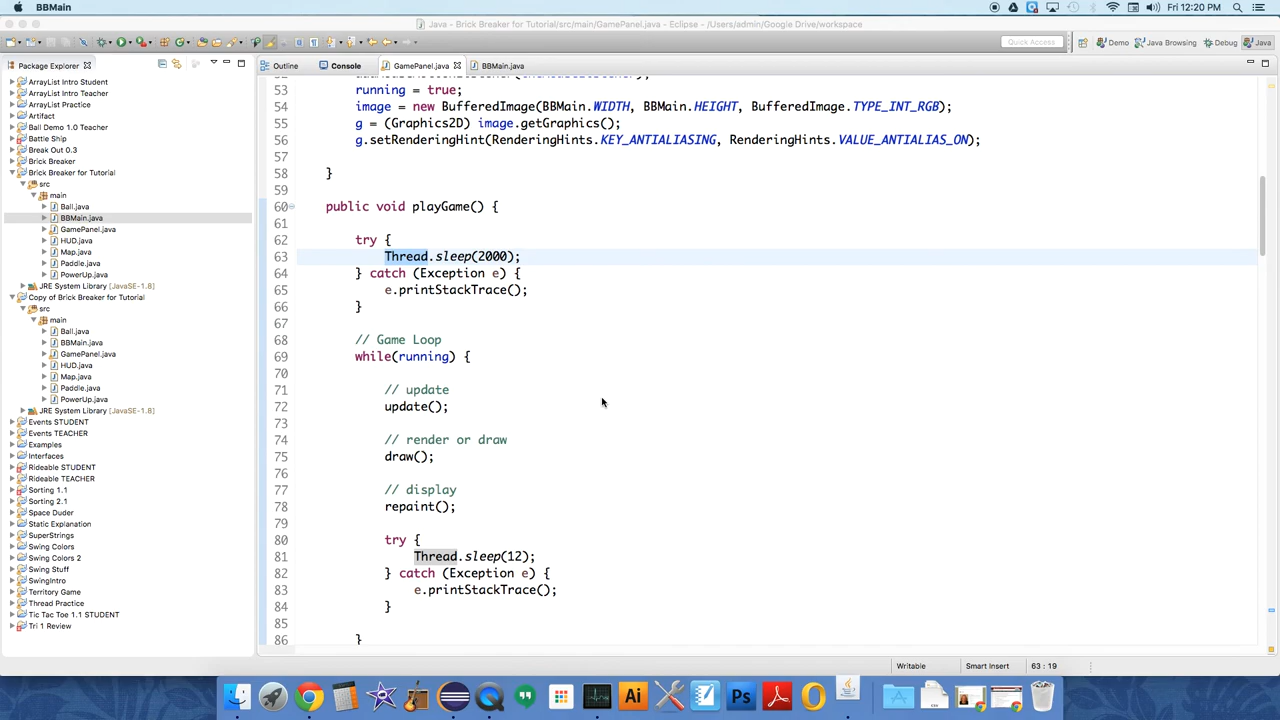 BBMain
Fri 12:20 PM
Java - Brick Breaker for Tutorial/src/main/GamePanel.java - Eclipse - /Users/admin/Google Drive/workspace
Quick Access
Demo
Java Browsing
Debug
Java
Package Explorer
Outline
Console
GamePanel.java
BBMain.java
ArrayList Intro Student
ArrayList Intro Teacher
ArrayList Practice
Artifact
Ball Demo 1.0 Teacher
Battle Ship
Break Out 0.3
Brick Breaker
Brick Breaker for Tutorial
src
main
Ball.java
BBMain.java
GamePanel.java
HUD.java
Map.java
Paddle.java
PowerUp.java
JRE System Library [JavaSE-1.8]
Copy of Brick Breaker for Tutorial
src
main
Ball.java
BBMain.java
GamePanel.java
HUD.java
Map.java
Paddle.java
PowerUp.java
JRE System Library [JavaSE-1.8]
Events STUDENT
Events TEACHER
Examples
Interfaces
Rideable STUDENT
Rideable TEACHER
Sorting 1.1
Sorting 2.1
Space Duder
Static Explanation
SuperStrings
Swing Colors
Swing Colors 2
Swing Stuff
SwingIntro
Territory Game
Thread Practice
Tic Tac Toe 1.1 STUDENT
Tri 1 Review
53 running = true;
54 image = new BufferedImage(BBMain.WIDTH, BBMain.HEIGHT, BufferedImage.TYPE_INT_RGB);
55 g = (Graphics2D) image.getGraphics();
56 g.setRenderingHint(RenderingHints.KEY_ANTIALIASING, RenderingHints.VALUE_ANTIALIAS_ON);
57
58 }
59
60 public void playGame() {
61
62 try {
63 Thread.sleep(2000);
64 } catch (Exception e) {
65 e.printStackTrace();
66 }
67
68 // Game Loop
69 while(running) {
70
71 // update
72 update();
73
74 // render or draw
75 draw();
76
77 // display
78 repaint();
79
80 try {
81 Thread.sleep(12);
82 } catch (Exception e) {
83 e.printStackTrace();
84 }
85
86 }
Writable
Smart Insert
63 : 19
Ai
Ps